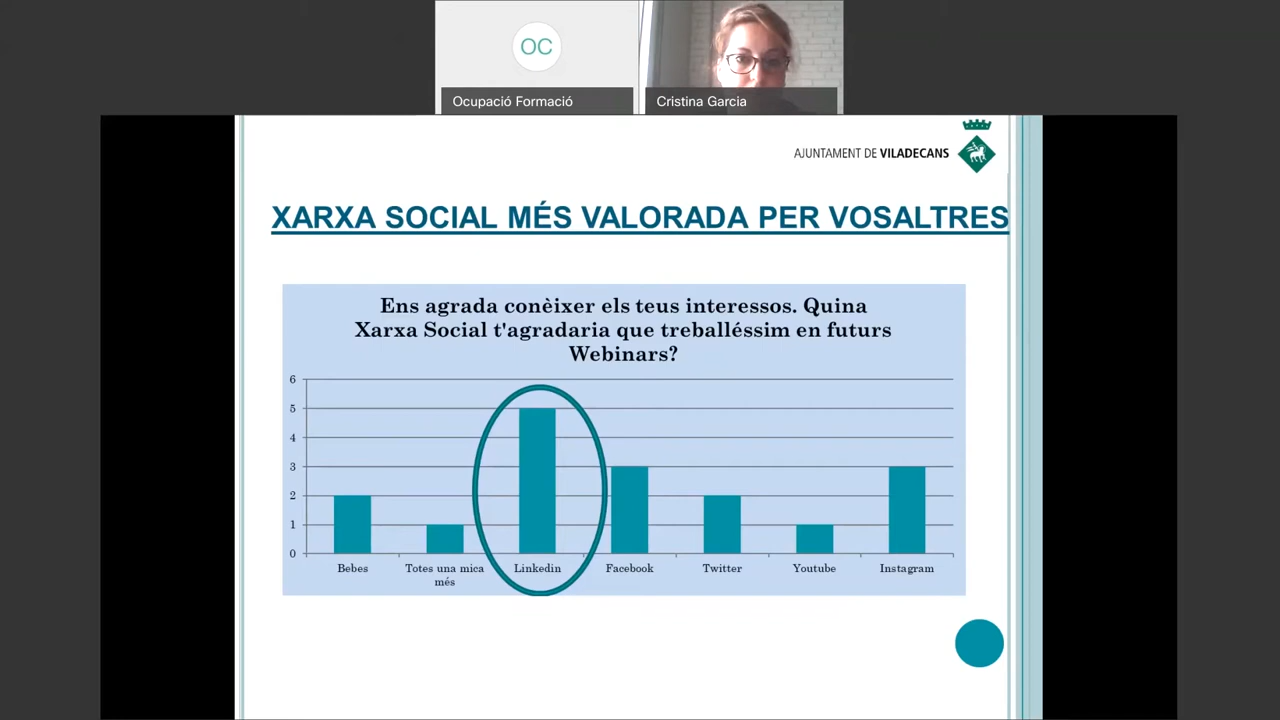 OC
Ocupació Formació
Cristina Garcia
AJUNTAMENT DE VILADECANS
XARXA SOCIAL MÉS VALORADA PER VOSALTRES
Ens agrada conèixer els teus interessos. Quina
Xarxa Social t'agradaria que treballéssim en futurs
Webinars?
6
5
4
3
2
1
0
Bebes
Totes una mica
més
Linkedin
Facebook
Twitter
Youtube
Instagram